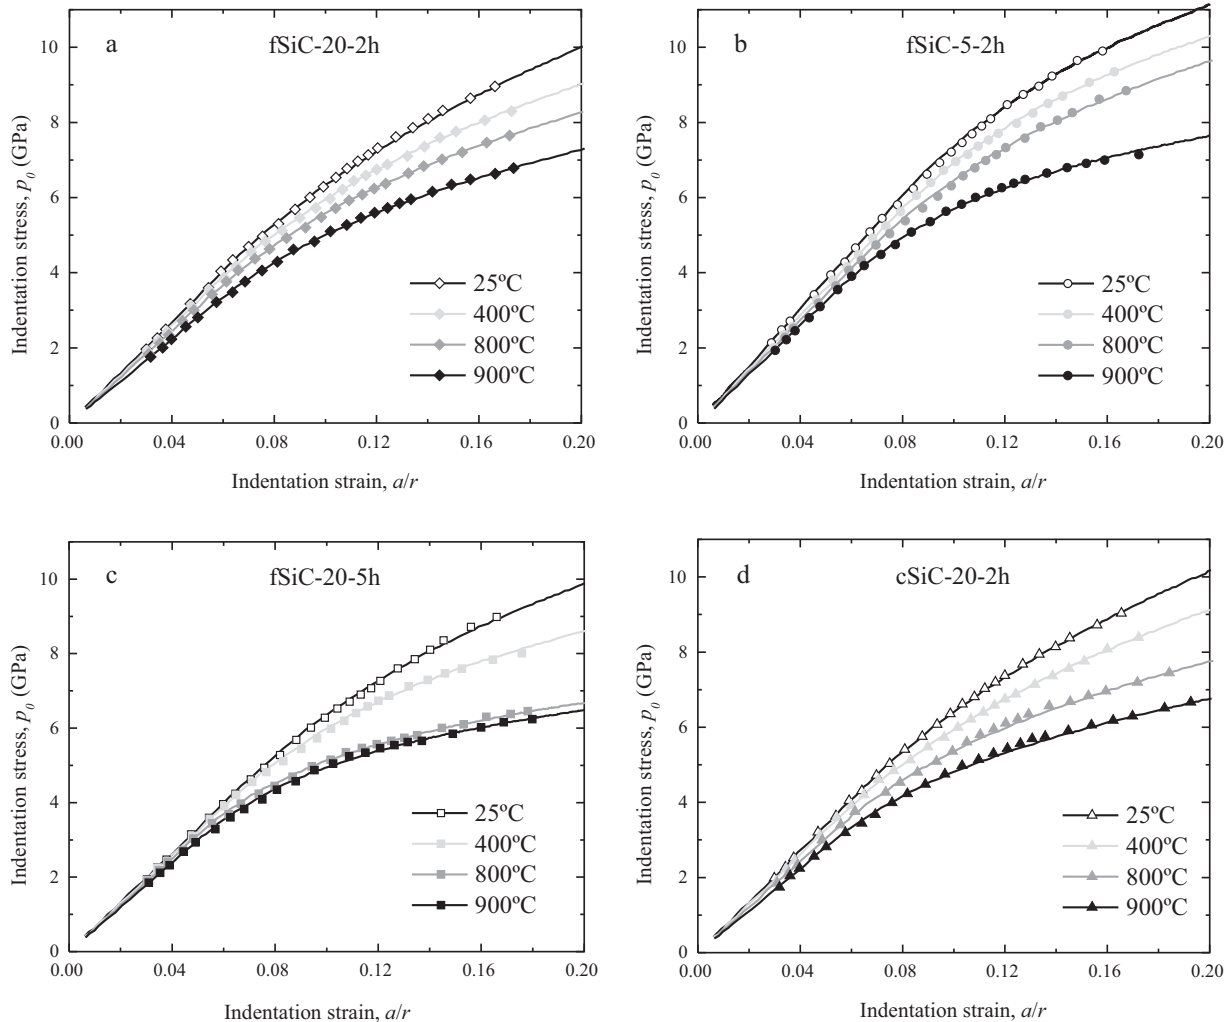 a
fSiC-20-2h
Indentation stress, p0 (GPa)
10
8
6
4
2
0
25ºC
400ºC
800ºC
900ºC
0.00
0.04
0.08
0.12
0.16
0.20
Indentation strain, a/r
b
fSiC-5-2h
Indentation stress, p0 (GPa)
10
8
6
4
2
0
25ºC
400ºC
800ºC
900ºC
0.00
0.04
0.08
0.12
0.16
0.20
Indentation strain, a/r
c
fSiC-20-5h
Indentation stress, p0 (GPa)
10
8
6
4
2
0
25ºC
400ºC
800ºC
900ºC
0.00
0.04
0.08
0.12
0.16
0.20
Indentation strain, a/r
d
cSiC-20-2h
Indentation stress, p0 (GPa)
10
8
6
4
2
0
25ºC
400ºC
800ºC
900ºC
0.00
0.04
0.08
0.12
0.16
0.20
Indentation strain, a/r